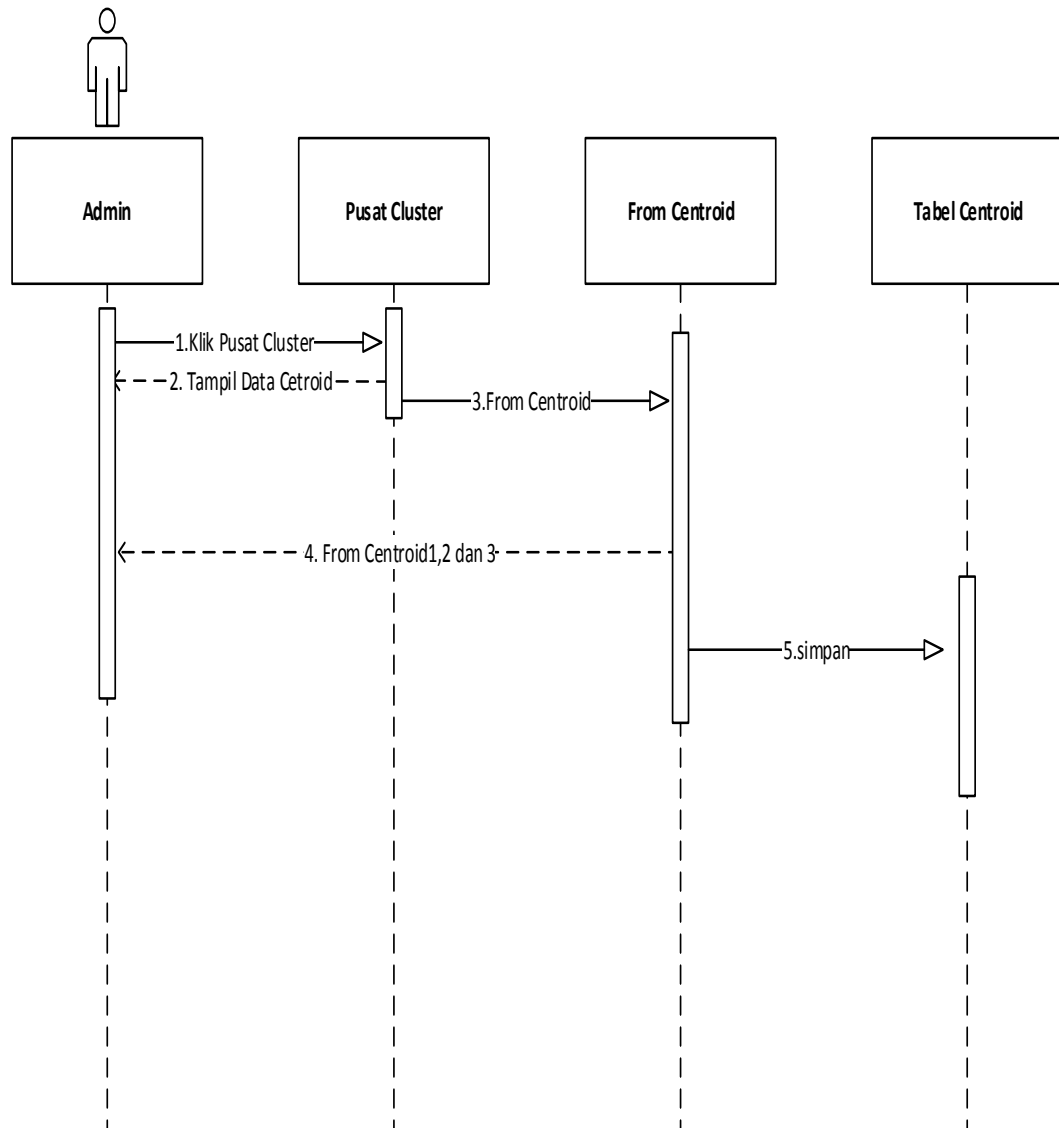 Admin
Pusat Cluster
From Centroid
Tabel Centroid
1.Klik Pusat Cluster
2. Tampil Data Cetroid
3.From Centroid
4. From Centroid1,2 dan 3
5.simpan